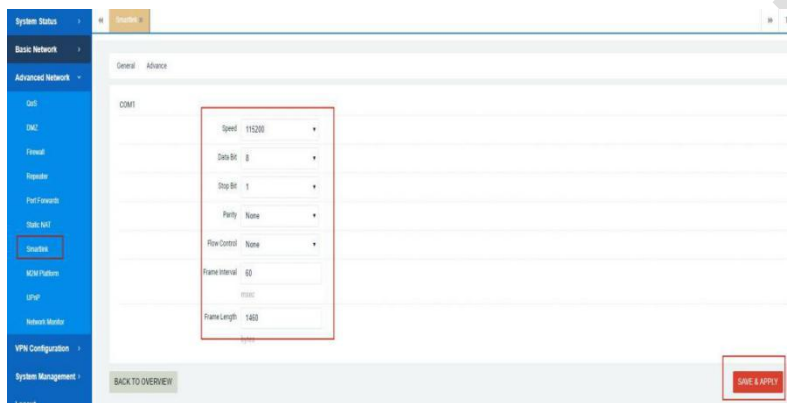 System Status
Smartlink
Basic Network
General Advance
Advanced Network
QoS
COM1
DMZ
Speed 115200
Firewall
Data Bit 8
Repeater
Stop Bit 1
Port Forwards
Static NAT
Parity None
Smartlink
Flow Control None
M2M Platform
Frame Interval 60
msec
UPnP
Frame Length 1460
Network Monitor
bytes
VPN Configuration
System Management
BACK TO OVERVIEW
SAVE & APPLY